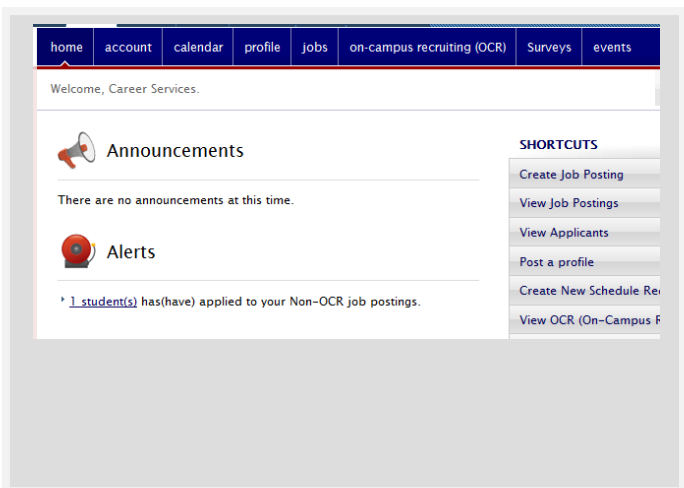 home account calendar profile jobs on-campus recruiting (OCR) Surveys events
Welcome, Career Services.
Announcements
There are no announcements at this time.
Alerts
1 student(s) has(have) applied to your Non-OCR job postings.
SHORTCUTS
Create Job Posting
View Job Postings
View Applicants
Post a profile
Create New Schedule
View OCR (On-Campus